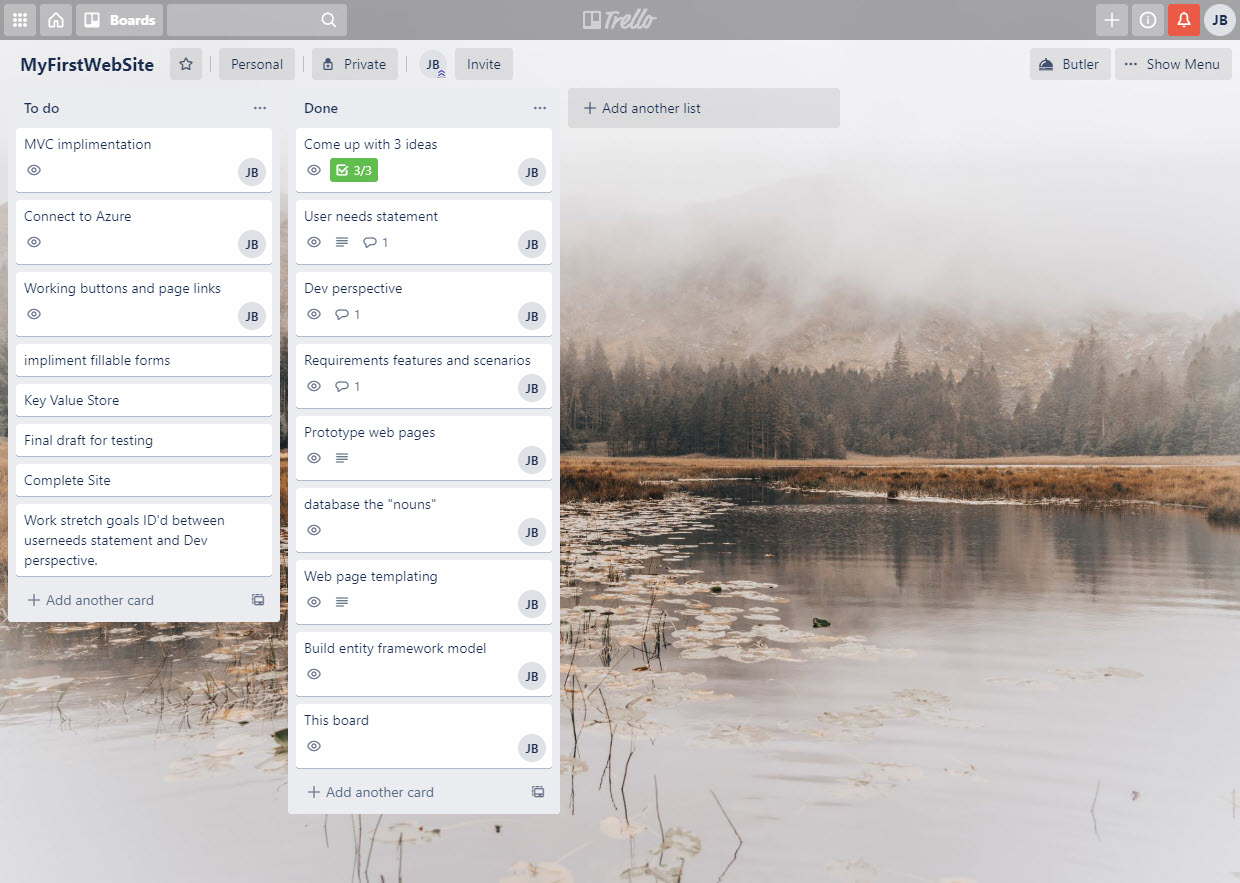 Boards
Trello
JB
MyFirstWebSite
Personal
Private
JB
Invite
Butler
Show Menu
To do
MVC implimentation
JB
Connect to Azure
JB
Working buttons and page links
JB
impliment fillable forms
Key Value Store
Final draft for testing
Complete Site
Work stretch goals ID'd between
userneeds statement and Dev
perspective.
+ Add another card
Done
Come up with 3 ideas
3/3
JB
User needs statement
1
JB
Dev perspective
1
JB
Requirements features and scenarios
1
JB
Prototype web pages
JB
database the "nouns"
JB
Web page templating
JB
Build entity framework model
JB
This board
JB
+ Add another card
+ Add another list